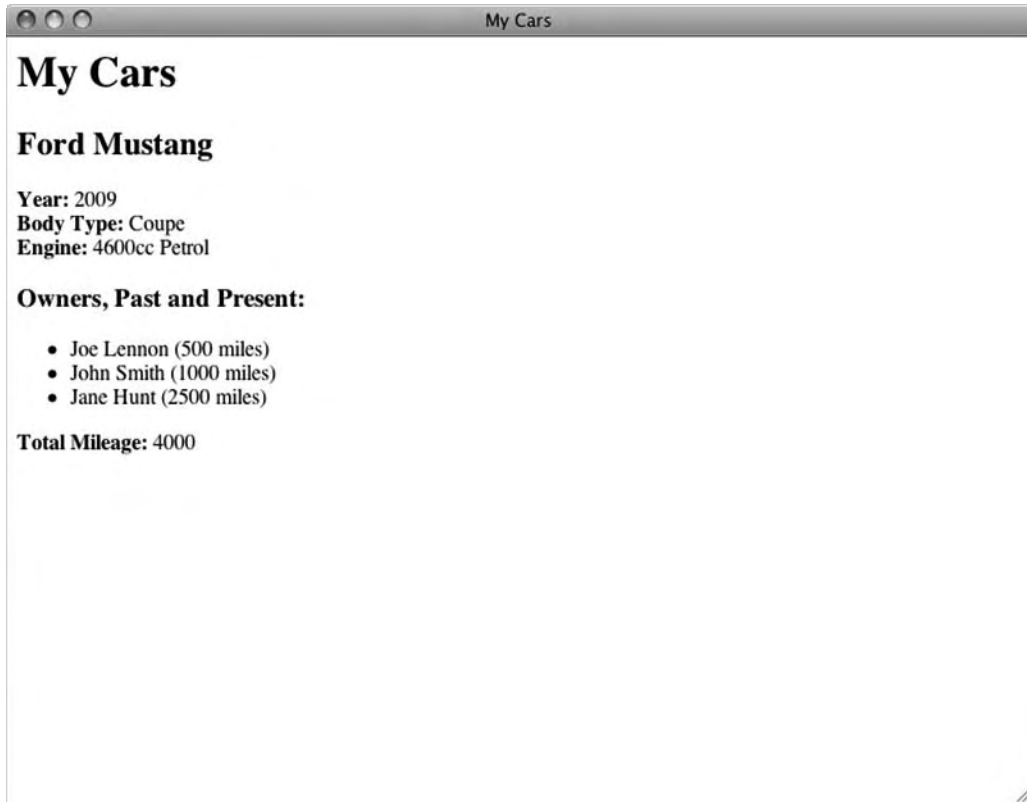 My Cars
My Cars
Ford Mustang
Year: 2009
Body Type: Coupe
Engine: 4600cc Petrol
Owners, Past and Present:
• Joe Lennon (500 miles)
• John Smith (1000 miles)
• Jane Hunt (2500 miles)
Total Mileage: 4000